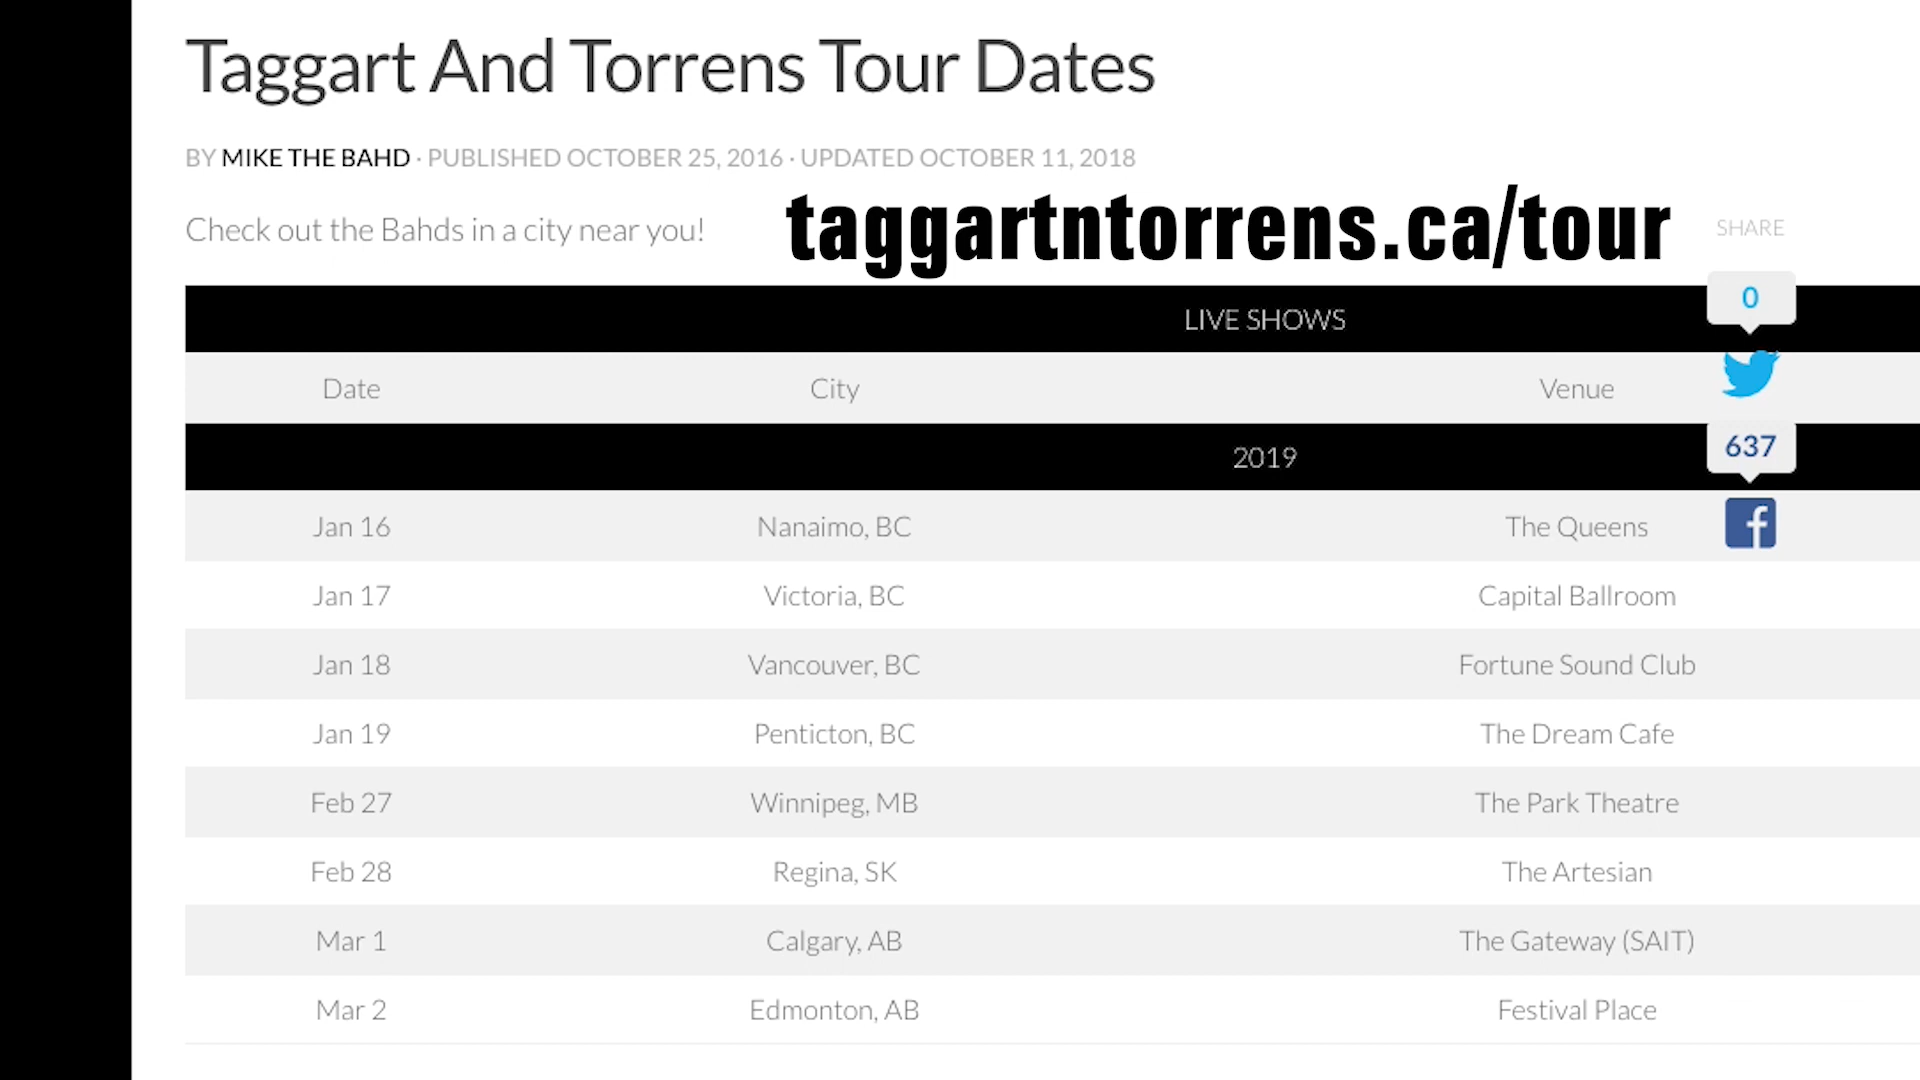 Taggart And Torrens Tour Dates
BY MIKE THE BAHD · PUBLISHED OCTOBER 25, 2016 · UPDATED OCTOBER 11, 2018
Check out the Bahds in a city near you!
taggartntorrens.ca/tour
SHARE
0
LIVE SHOWS
Date City Venue
637
2019
Jan 16 Nanaimo, BC The Queens
Jan 17 Victoria, BC Capital Ballroom
Jan 18 Vancouver, BC Fortune Sound Club
Jan 19 Penticton, BC The Dream Cafe
Feb 27 Winnipeg, MB The Park Theatre
Feb 28 Regina, SK The Artesian
Mar 1 Calgary, AB The Gateway (SAIT)
Mar 2 Edmonton, AB Festival Place